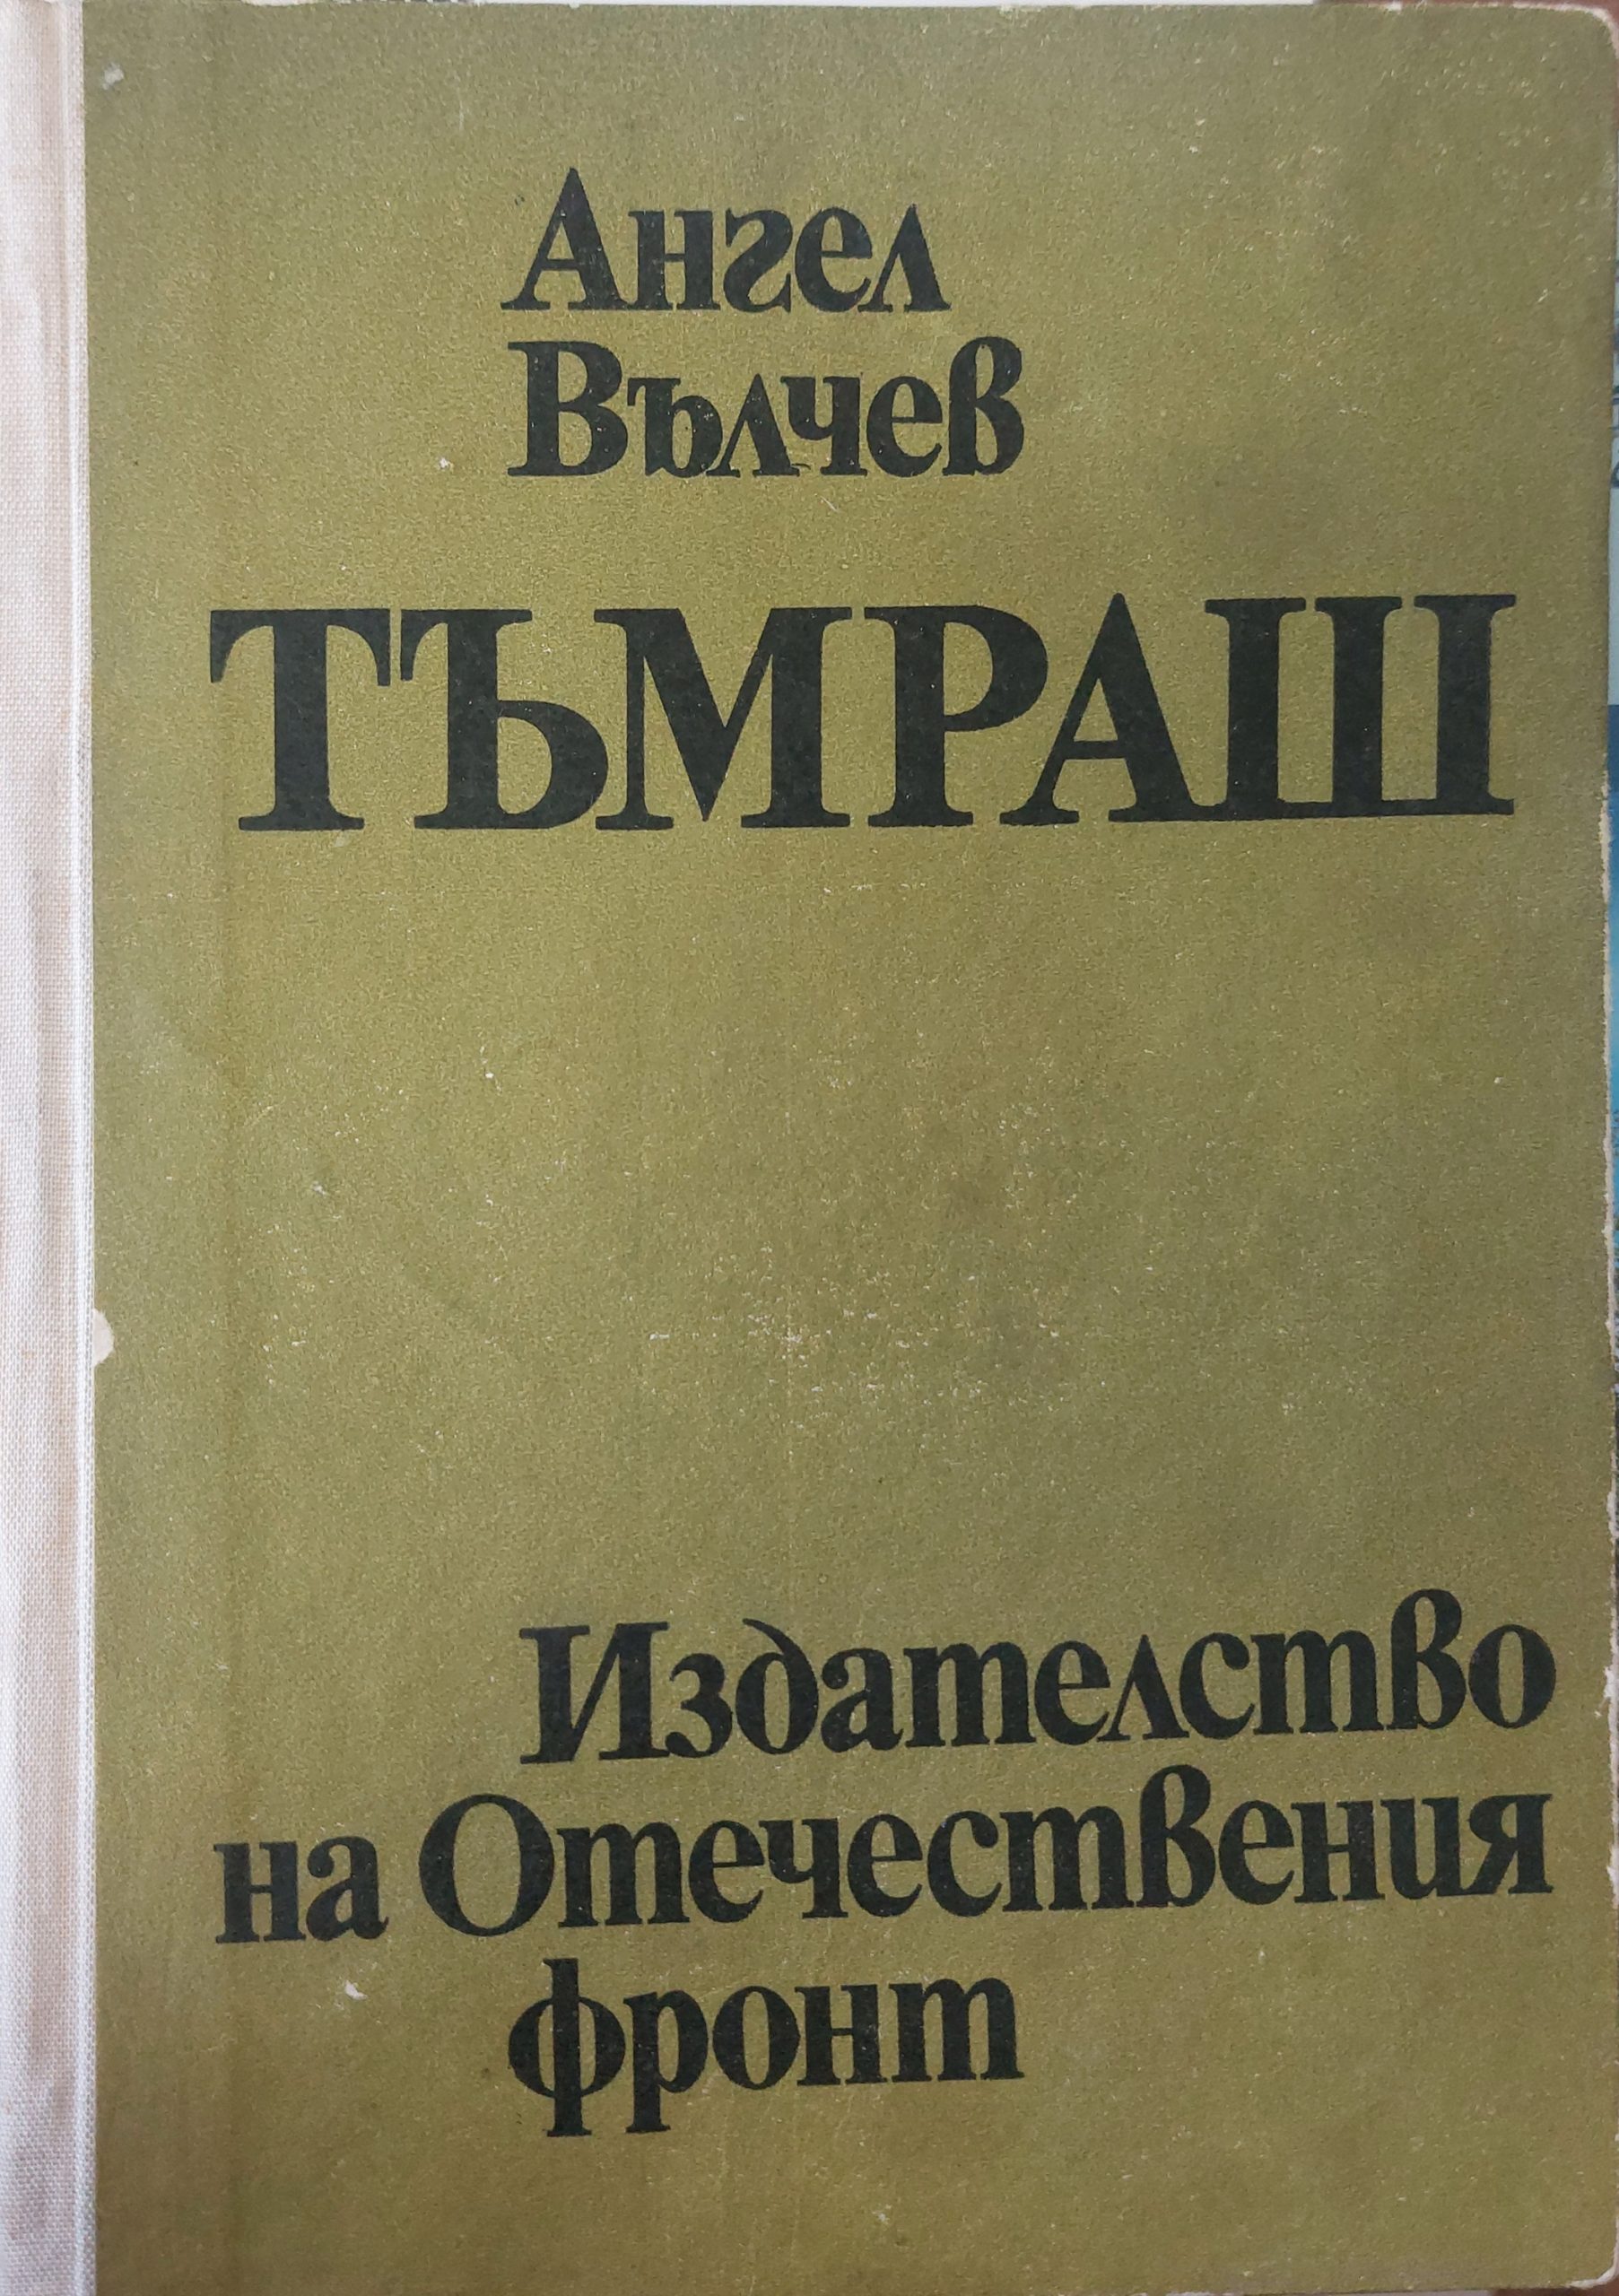 Ангел
Вълчев
ТЪМРАШ
Издателство
на Отечествения
фронт